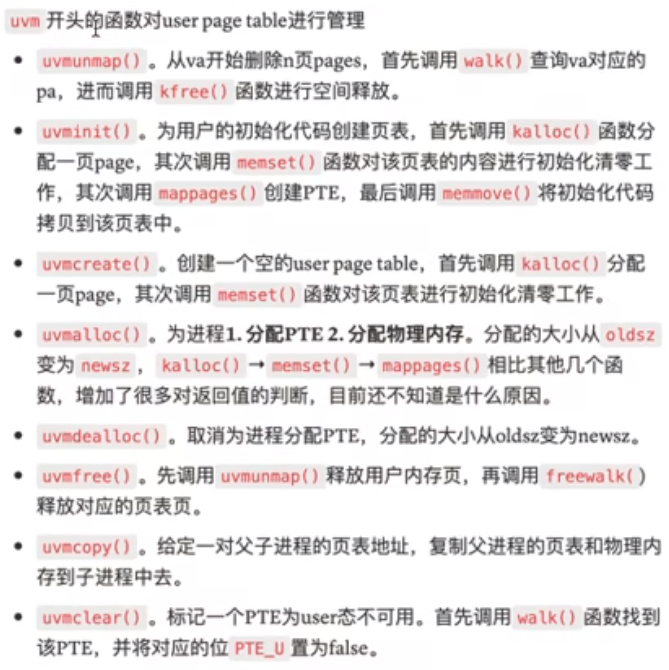 uvm 开头的函数对user page table进行管理
• uvmunmap() 。从va开始删除n页pages，首先调用 walk() 查询va对应的
pa，进而调用 kfree() 函数进行空间释放。
• uvminit() 。为用户的初始化代码创建页表，首先调用 kalloc() 函数分
配一页page，其次调用 memset() 函数对该页表的内容进行初始化清零工
作，其次调用 mappages() 创建PTE，最后调用 memmove() 将初始化代码
拷贝到该页表中。
• uvmcreate() 。创建一个空的user page table，首先调用 kalloc() 分配
一页page，其次调用 memset() 函数对该页表进行初始化清零工作。
• uvmalloc() 。为进程1. 分配PTE 2. 分配物理内存。分配的大小从 oldsz
变为 newsz ， kalloc() → memset() → mappages() 相比其他几个函
数，增加了很多对返回值的判断，目前还不知道是什么原因。
• uvmdealloc() 。取消为进程分配PTE，分配的大小从oldsz变为newsz。
• uvmfree() 。先调用 uvmunmap() 释放用户内存页，再调用 freewalk()
释放对应的页表页。
• uvmcopy() 。给定一对父子进程的页表地址，复制父进程的页表和物理内
存到子进程中去。
• uvmclear() 。标记一个PTE为user态不可用。首先调用 walk() 函数找到
该PTE，并将对应的位 PTE_U 置为false。